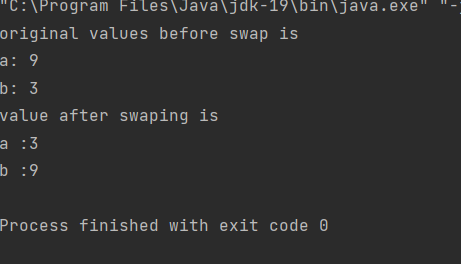 "C:\Program Files\Java\jdk-19\bin\java.exe" "-j
original values before swap is
a: 9
b: 3
value after swaping is
a :3
b :9
Process finished with exit code 0